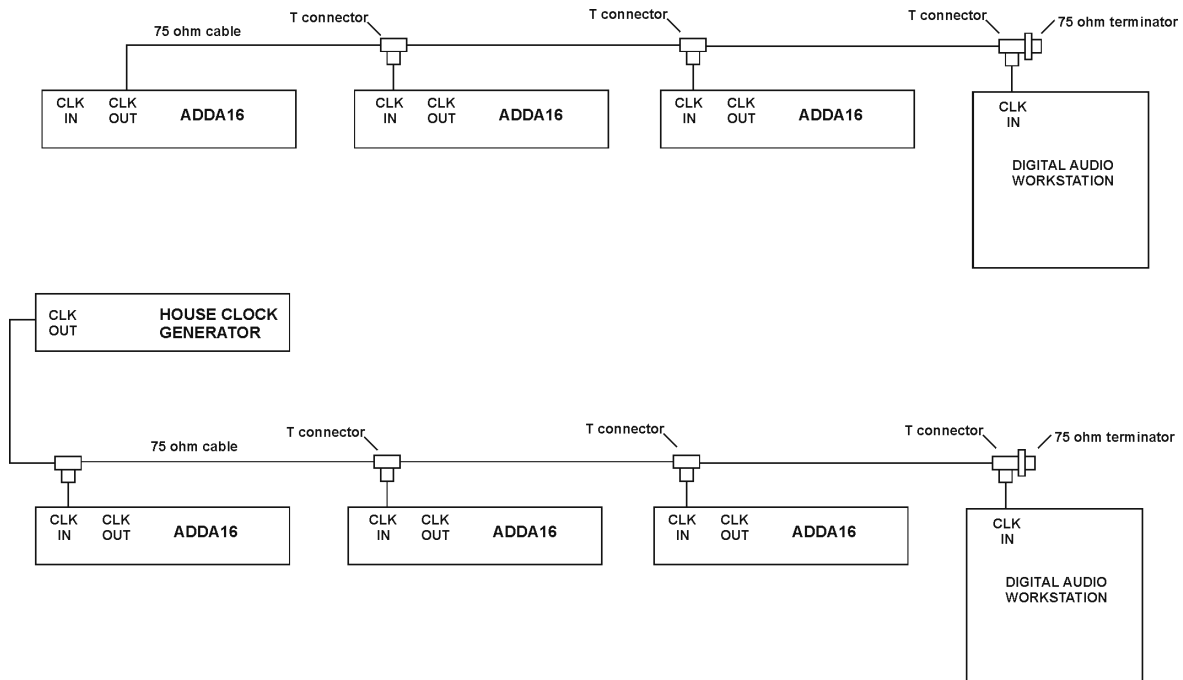 T connector
T connector
T connector
75 ohm terminator
75 ohm cable
CLK IN
CLK OUT
ADDA16
CLK IN
CLK OUT
ADDA16
CLK IN
CLK OUT
ADDA16
CLK IN
DIGITAL AUDIO
WORKSTATION
CLK OUT
HOUSE CLOCK
GENERATOR
75 ohm cable
T connector
T connector
T connector
75 ohm terminator
CLK IN
CLK OUT
ADDA16
CLK IN
CLK OUT
ADDA16
CLK IN
CLK OUT
ADDA16
CLK IN
DIGITAL AUDIO
WORKSTATION